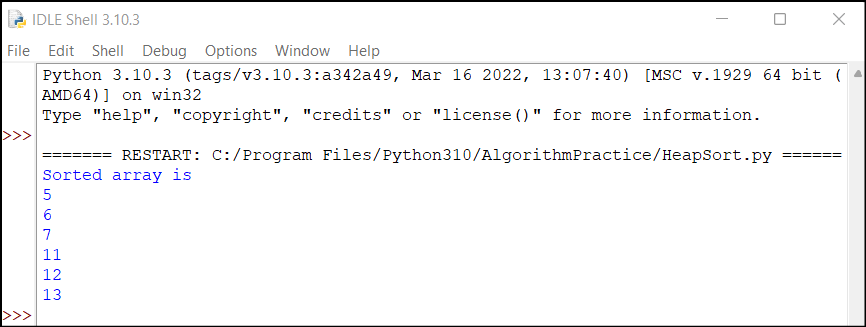 IDLE Shell 3.10.3
File Edit Shell Debug Options Window Help
Python 3.10.3 (tags/v3.10.3:a342a49, Mar 16 2022, 13:07:40) [MSC v.1929 64 bit (
AMD64)] on win32
Type "help", "copyright", "credits" or "license()" for more information.
>>>
======= RESTART: C:/Program Files/Python310/AlgorithmPractice/HeapSort.py ======
Sorted array is
5
6
7
11
12
13
>>>